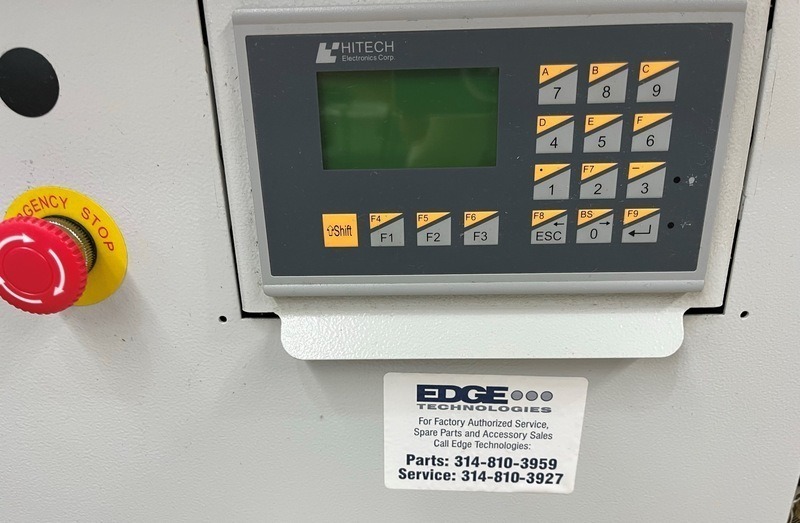 HITECH
Electronics Corp.
A
7
B
8
C
9
D
4
E
5
F
6
.
1
F7
2
–
3
⇧Shift
F4
F1
F5
F2
F6
F3
F8
ESC
BS
0
F9
AGENCY STOP
EDGE
TECHNOLOGIES
For Factory Authorized Service,
Spare Parts and Accessory Sales
Call Edge Technologies:
Parts: 314-810-3959
Service: 314-810-3927